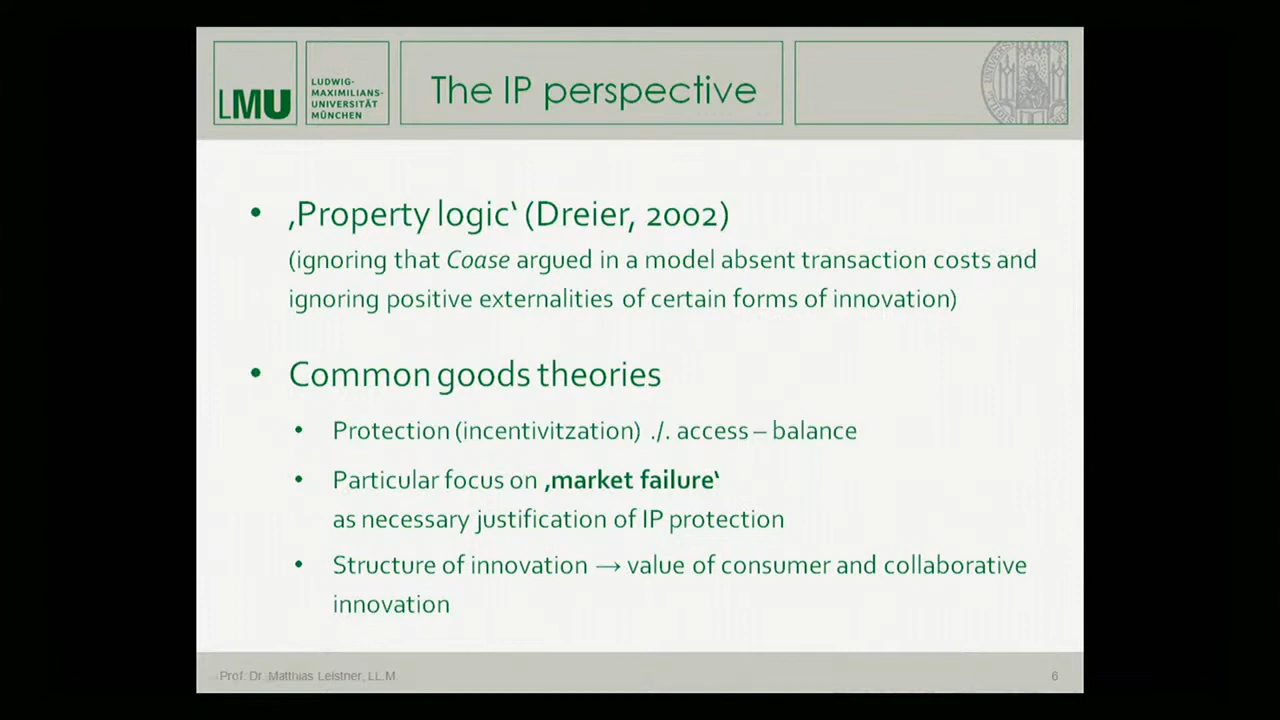 LMU
LUDWIG-
MAXIMILIANS-
UNIVERSITÄT
MÜNCHEN
The IP perspective
• ‚Property logic‘ (Dreier, 2002)
(ignoring that Coase argued in a model absent transaction costs and
ignoring positive externalities of certain forms of innovation)
• Common goods theories
• Protection (incentivitzation) ./. access – balance
• Particular focus on ‚market failure‘
as necessary justification of IP protection
• Structure of innovation → value of consumer and collaborative
innovation
Prof. Dr. Matthias Leistner, LL.M
6